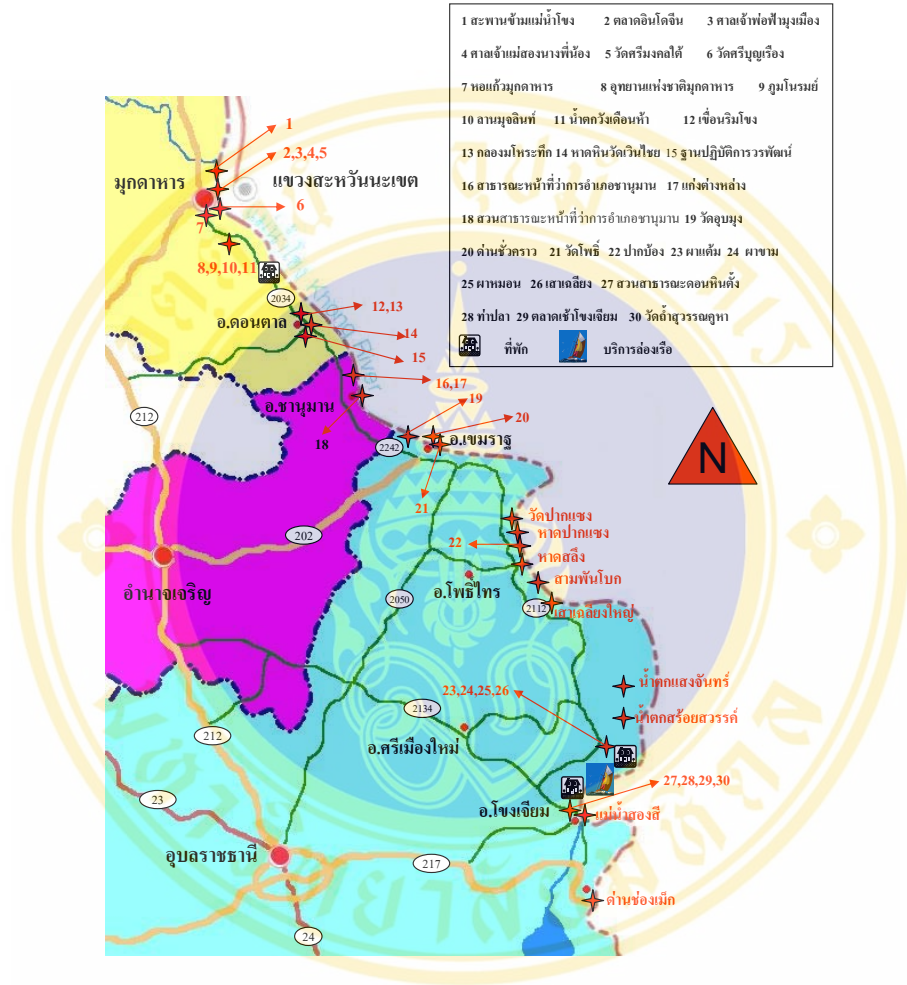 1 สะพานข้ามแม่น้ำโขง 2 ตลาดอินโดจีน 3 ศาลเจ้าพ่อฟ้ามุงเมือง
4 ศาลเจ้าแม่สองนางพี่น้อง 5 วัดศรีมงคลใต้ 6 วัดศรีบุญเรือง
7 หอแก้วมุกดาหาร 8 อุทยานแห่งชาติมุกดาหาร 9 ภูมโนรมย์
10 ลานมุจลินท์ 11 น้ำตกวังเดือนห้า 12 เขื่อนริมโขง
13 กลองมโหระทึก 14 หาดหินวัดเวินไชย 15 ฐานปฏิบัติการวรพัฒน์
16 สาธารณะหน้าที่ว่าการอำเภอชานุมาน 17 แก่งต่างหล่าง
18 สวนสาธารณะหน้าที่ว่าการอำเภอชานุมาน 19 วัดอุบมุง
20 ด่านชั่วคราว 21 วัดโพธิ์ 22 ปากบ้อง 23 ผาแต้ม 24 ผาขาม
25 ผาหมอน 26 เสาเฉลียง 27 สวนสาธารณะดอนหินตั้ง
28 ท่าปลา 29 ตลาดเช้าโขงเจียม 30 วัดถ้ำสุวรรณคูหา
ที่พัก บริการล่องเรือ
1
2,3,4,5
มุกดาหาร
แขวงสะหวันนะเขต
6
7
8,9,10,11
2034
Khong River
12,13
อ.ดอนตาล
14
15
16,17
อ.ชานุมาน
19
212
18
20
2242
อ.เขมราฐ
N
21
วัดปากแซง
202
หาดปากแซง
22
หาดสลึง
สามพันโบก
อำนาจเจริญ
อ.โพธิ์ไทร
2050
2112
เสาเฉลียงใหญ่
น้ำตกแสงจันทร์
23,24,25,26
2134
น้ำตกสร้อยสวรรค์
212
อ.ศรีเมืองใหม่
27,28,29,30
23
อ.โขงเจียม
แม่น้ำสองสี
อุบลราชธานี
217
ด่านช่องเม็ก
24